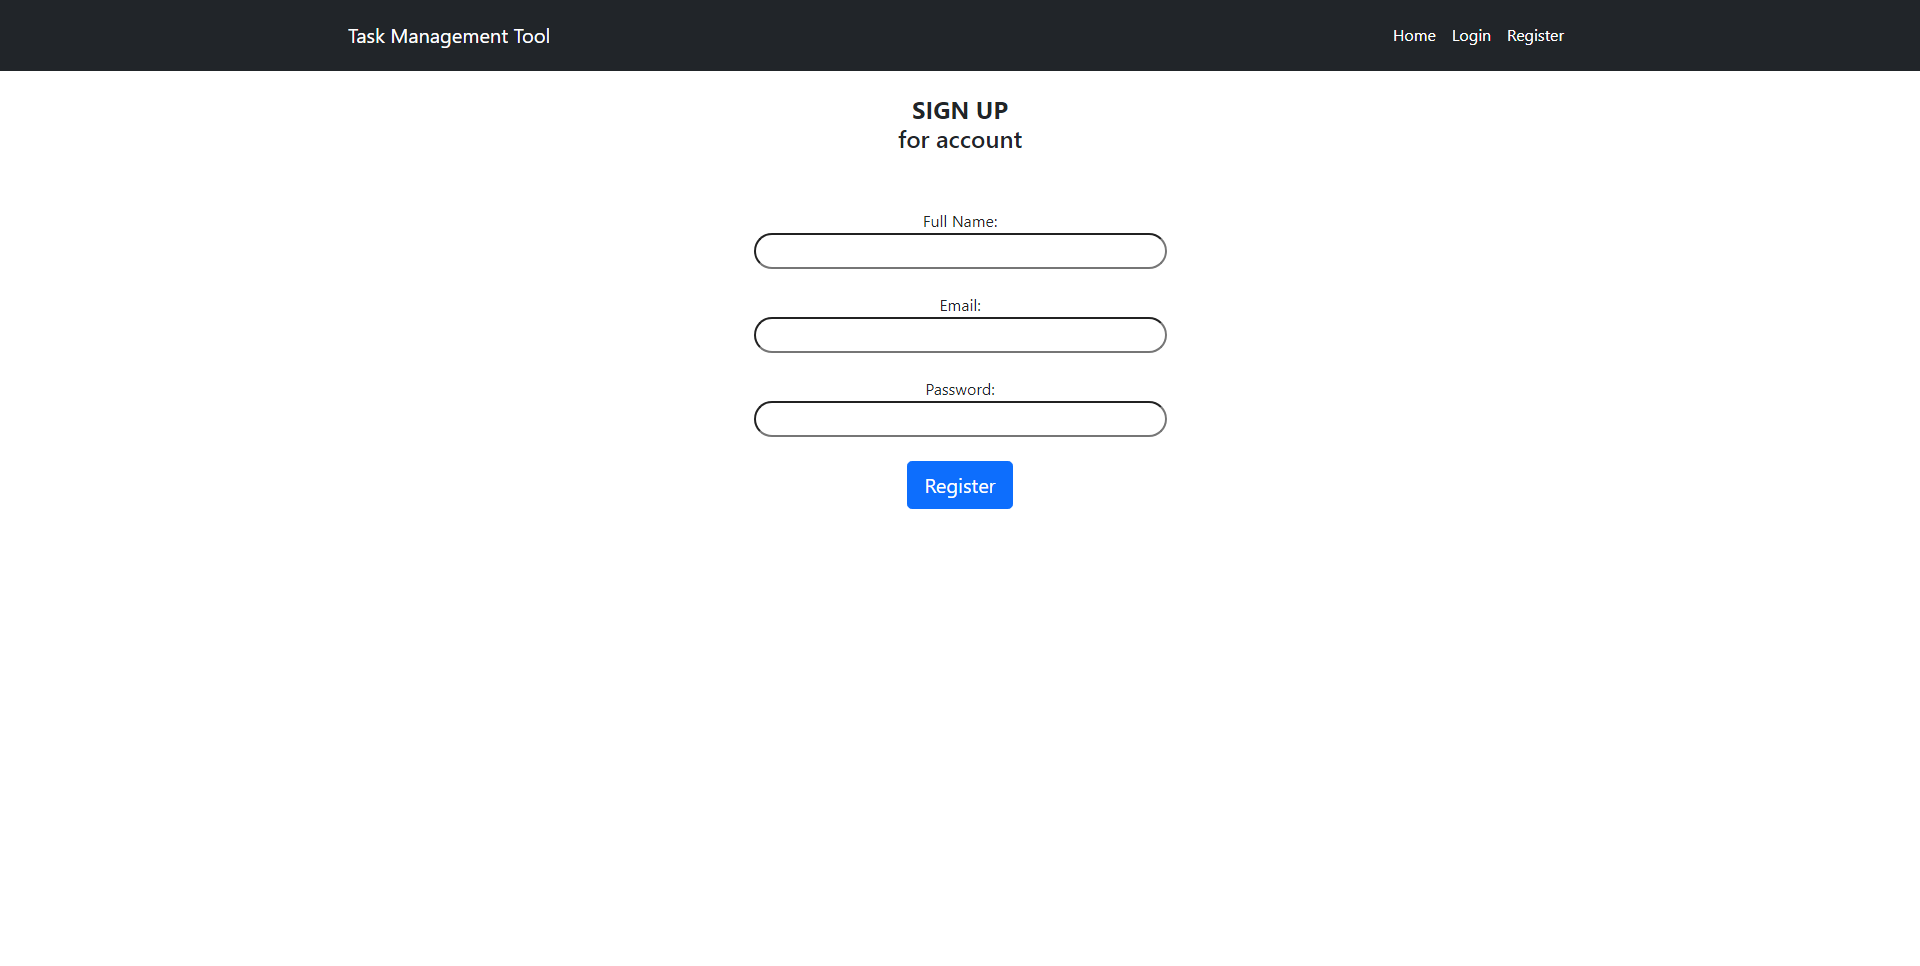 Task Management Tool
Home Login Register
SIGN UP
for account
Full Name:
Email:
Password:
Register